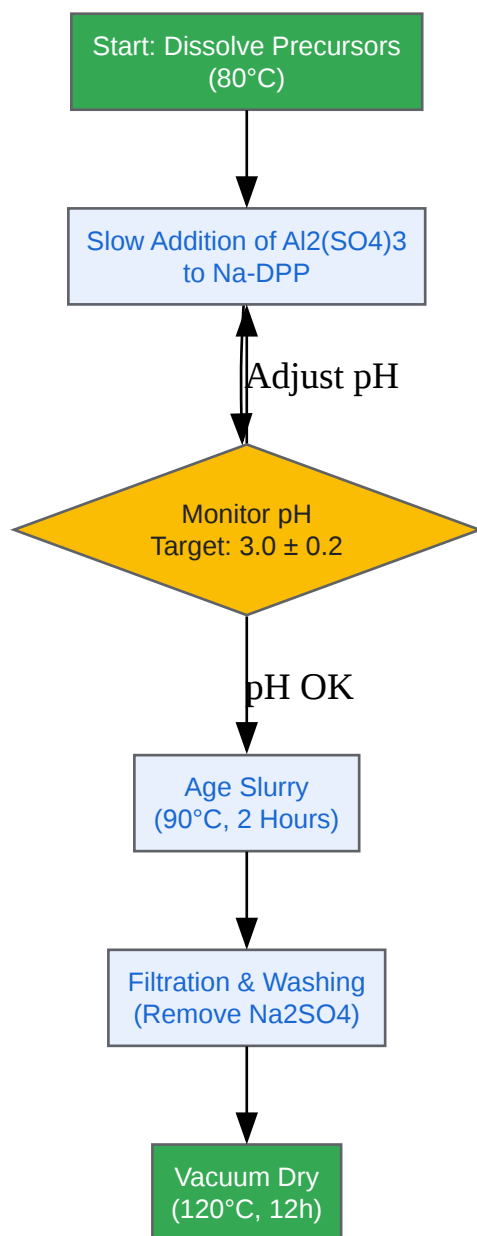 Start: Dissolve Precursors
(80°C)
Slow Addition of Al2(SO4)3
to Na-DPP
Adjust pH
Monitor pH
Target: 3.0 ± 0.2
pH OK
Age Slurry
(90°C, 2 Hours)
Filtration & Washing
(Remove Na2SO4)
Vacuum Dry
(120°C, 12h)